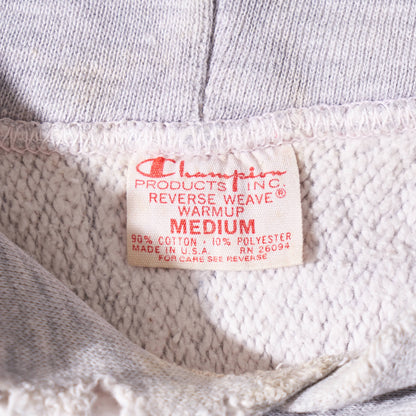 Champion
PRODUCTS INC.
REVERSE WEAVE®
WARMUP
MEDIUM
90% COTTON · 10% POLYESTER
MADE IN U.S.A. RN 26094
FOR CARE SEE REVERSE